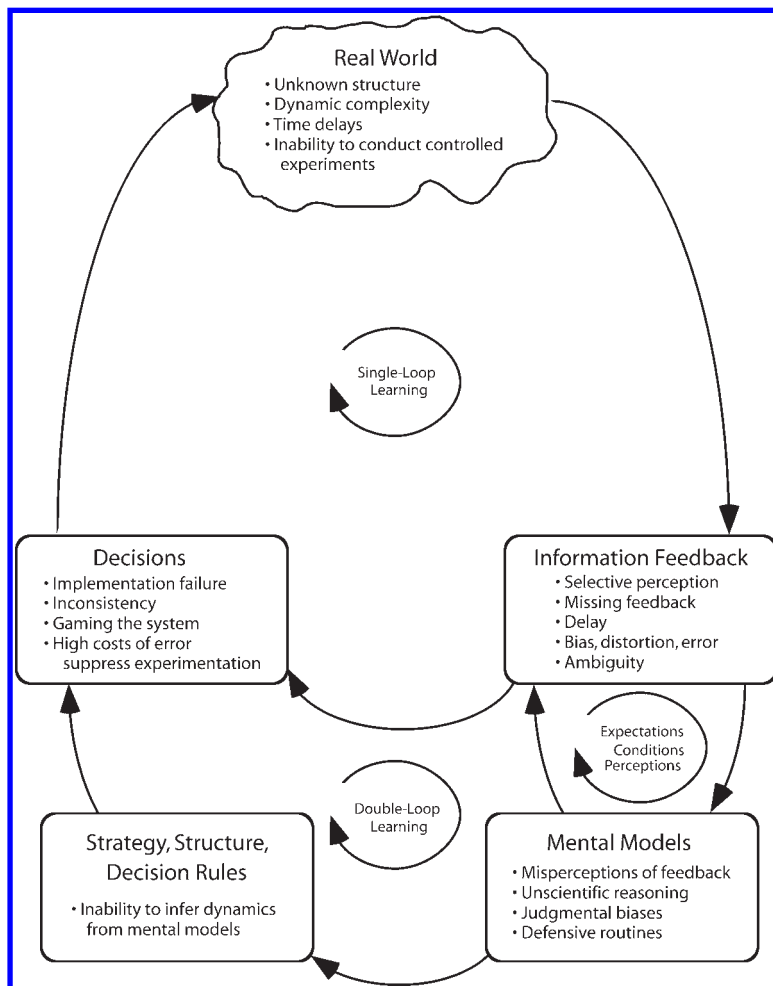 Real World
• Unknown structure
• Dynamic complexity
• Time delays
• Inability to conduct controlled
experiments
Single-Loop
Learning
Decisions
• Implementation failure
• Inconsistency
• Gaming the system
• High costs of error
suppress experimentation
Information Feedback
• Selective perception
• Missing feedback
• Delay
• Bias, distortion, error
• Ambiguity
Expectations
Conditions
Perceptions
Double-Loop
Learning
Strategy, Structure,
Decision Rules
• Inability to infer dynamics
from mental models
Mental Models
• Misperceptions of feedback
• Unscientific reasoning
• Judgmental biases
• Defensive routines